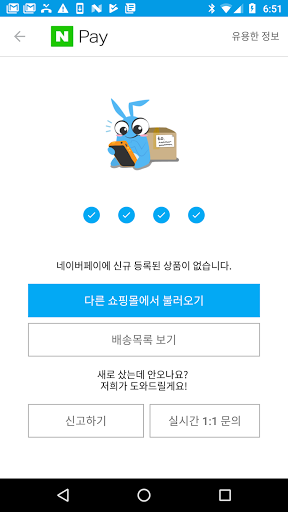 6:51
N Pay
유용한 정보
네이버페이에 신규 등록된 상품이 없습니다.
다른 쇼핑몰에서 불러오기
배송목록 보기
새로 샀는데 안오나요?
저희가 도와드릴게요!
신고하기
실시간 1:1 문의